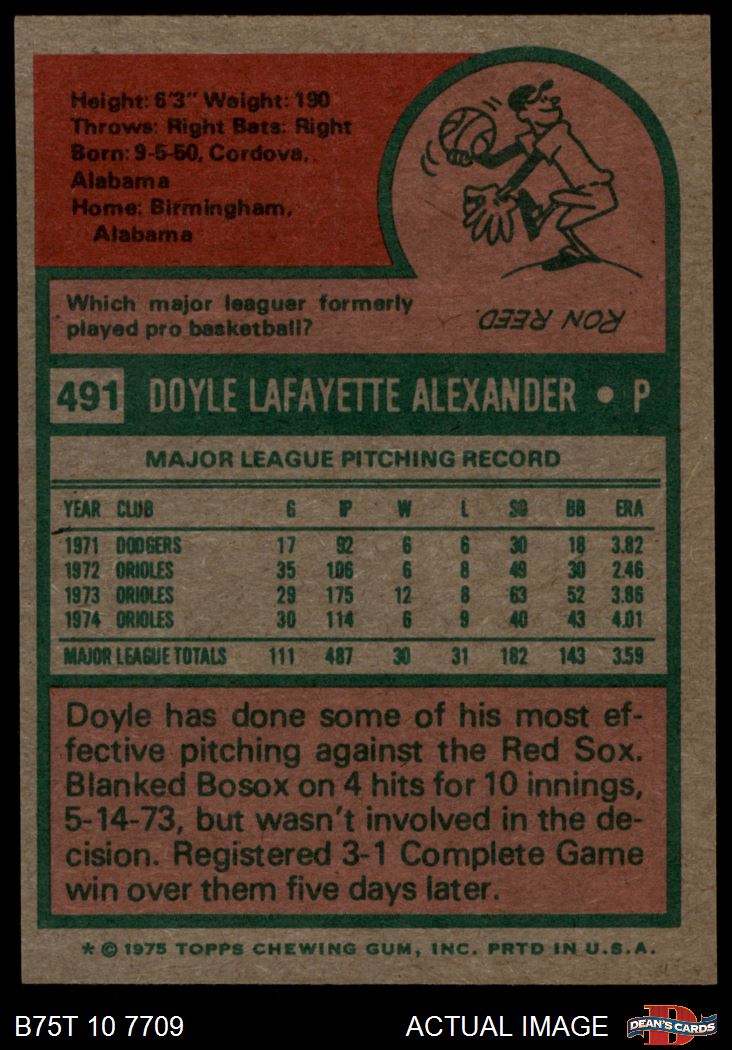 Height: 6'3" Weight: 190
Throws: Right Bats: Right
Born: 9-5-50, Cordova,
Alabama
Home: Birmingham,
Alabama
Which major leaguer formerly
played pro basketball?
RON REED.
491 DOYLE LAFAYETTE ALEXANDER • P
MAJOR LEAGUE PITCHING RECORD
YEAR CLUB G IP W L SO BB ERA
1971 DODGERS 17 92 6 6 30 18 3.82
1972 ORIOLES 35 106 6 8 49 30 2.46
1973 ORIOLES 29 175 12 8 63 52 3.86
1974 ORIOLES 30 114 6 9 40 43 4.01
MAJOR LEAGUE TOTALS 111 487 30 31 182 143 3.59
Doyle has done some of his most ef-
fective pitching against the Red Sox.
Blanked Bosox on 4 hits for 10 innings,
5-14-73, but wasn't involved in the de-
cision. Registered 3-1 Complete Game
win over them five days later.
* © 1975 TOPPS CHEWING GUM, INC. PRTD IN U.S.A.
B75T 10 7709 ACTUAL IMAGE D DEAN'S CARDS